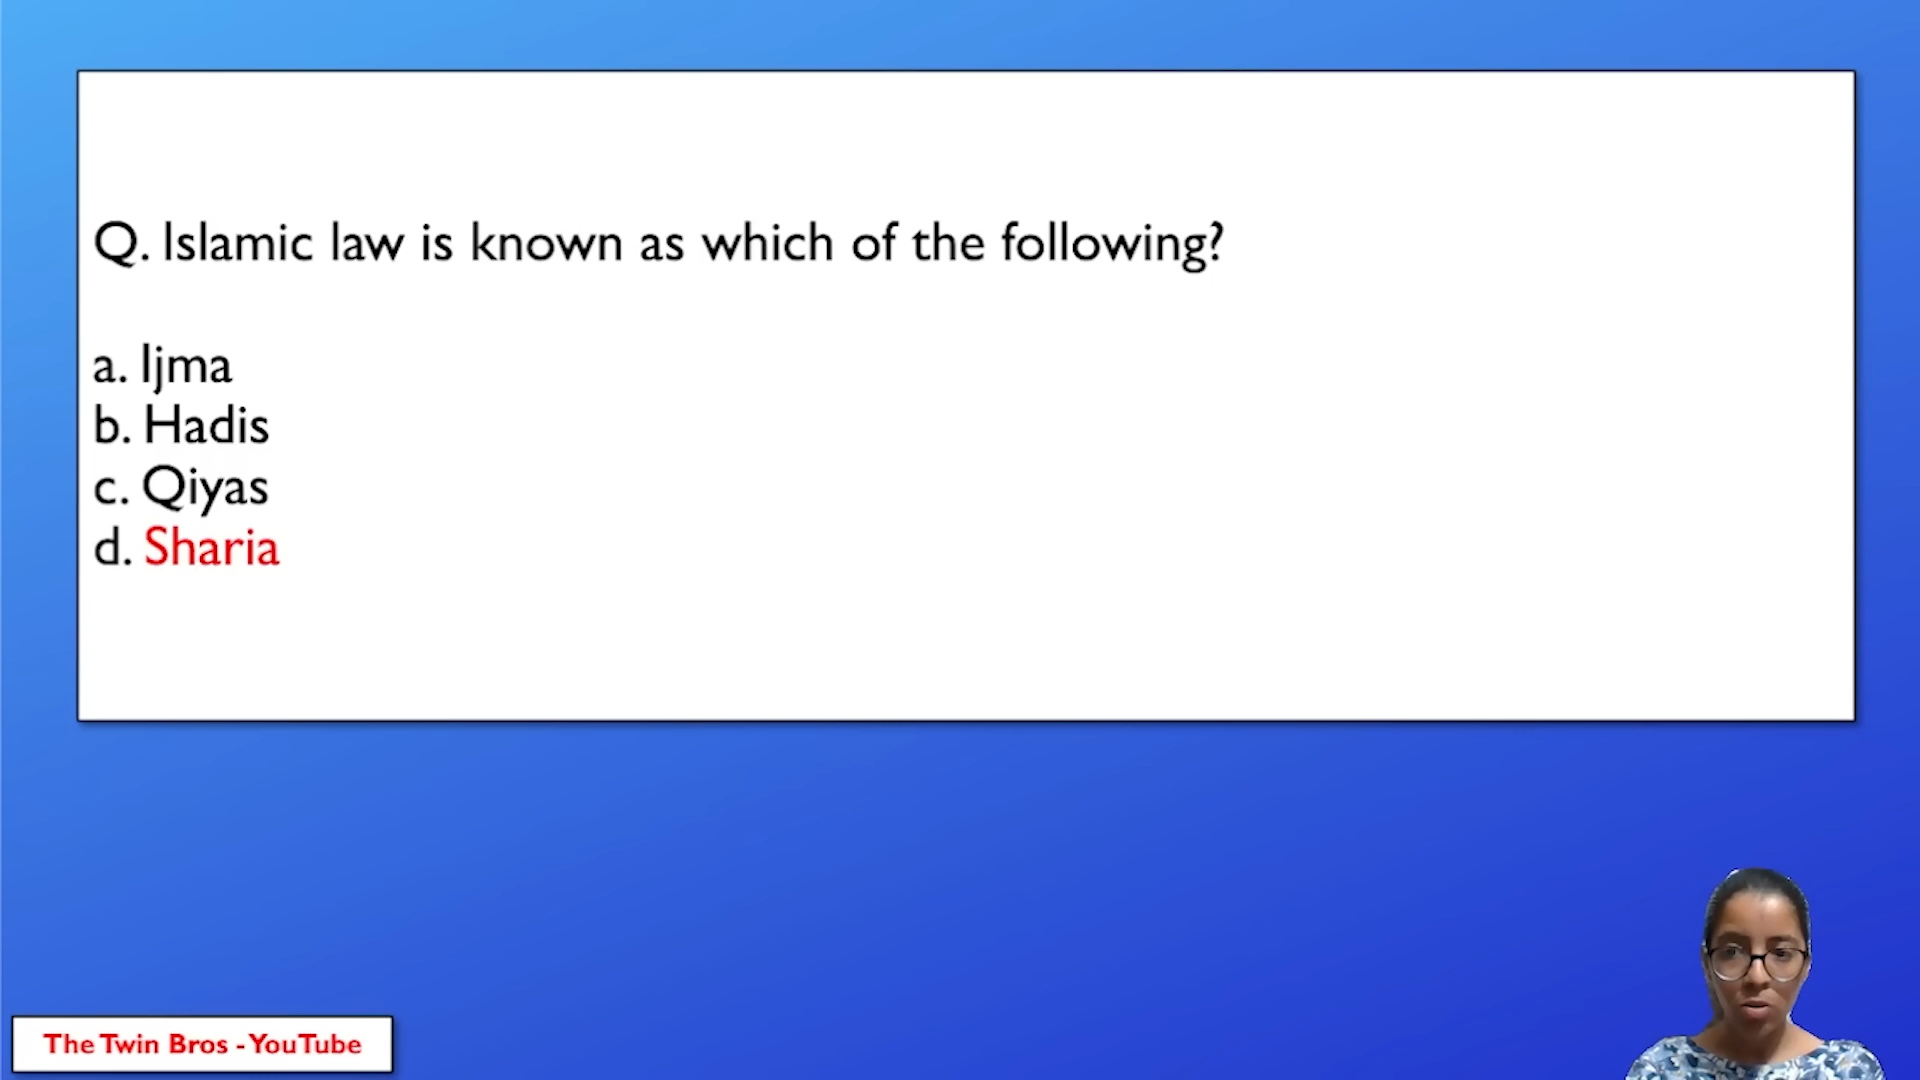 Q. Islamic law is known as which of the following?
a. Ijma
b. Hadis
c. Qiyas
d. Sharia
The Twin Bros - YouTube